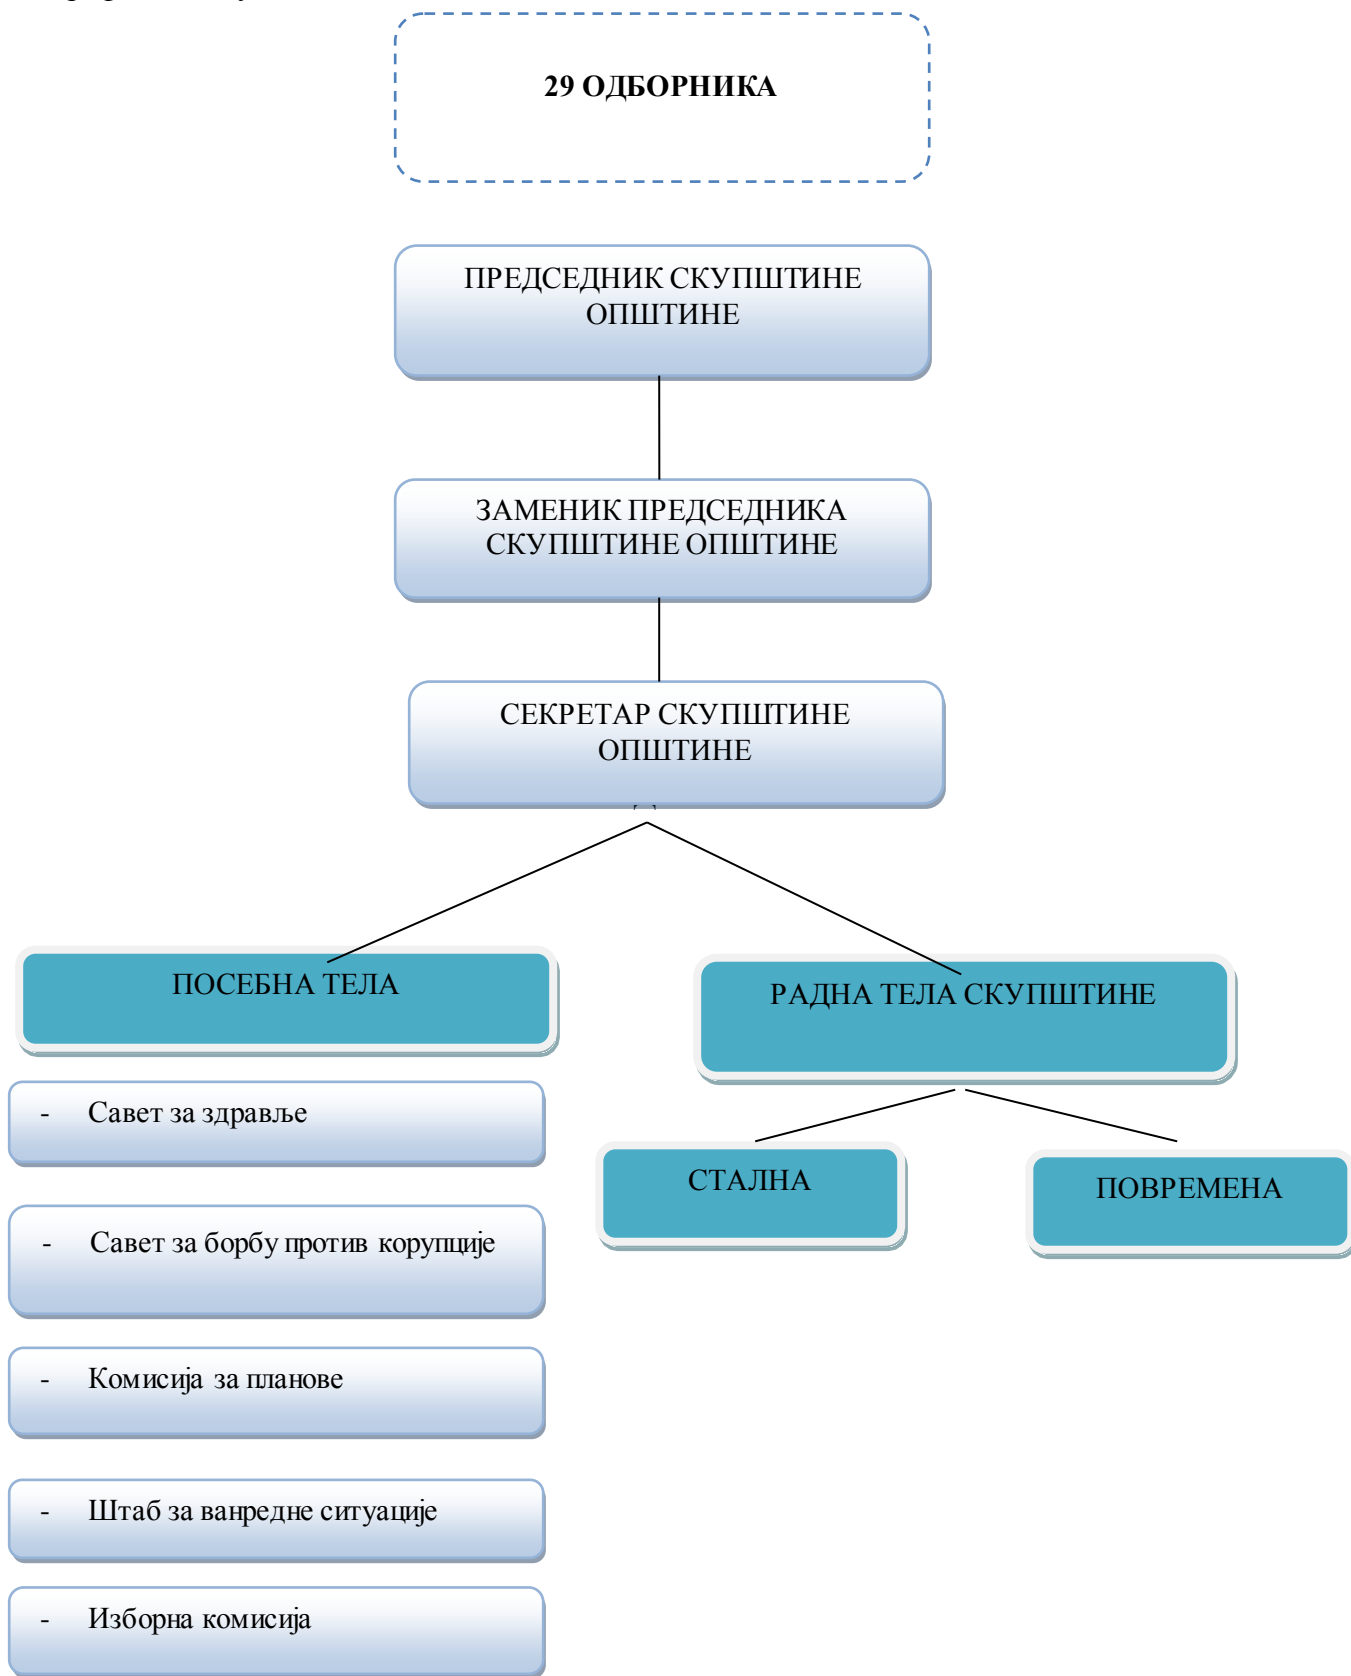 29 ОДБОРНИКА
ПРЕДСЕДНИК СКУПШТИНЕ
ОПШТИНЕ
ЗАМЕНИК ПРЕДСЕДНИКА
СКУПШТИНЕ ОПШТИНЕ
СЕКРЕТАР СКУПШТИНЕ
ОПШТИНЕ
ПОСЕБНА ТЕЛА
РАДНА ТЕЛА СКУПШТИНЕ
СТАЛНА
ПОВРЕМЕНА
- Савет за здравље
- Савет за борбу против корупције
- Комисија за планове
- Штаб за ванредне ситуације
- Изборна комисија